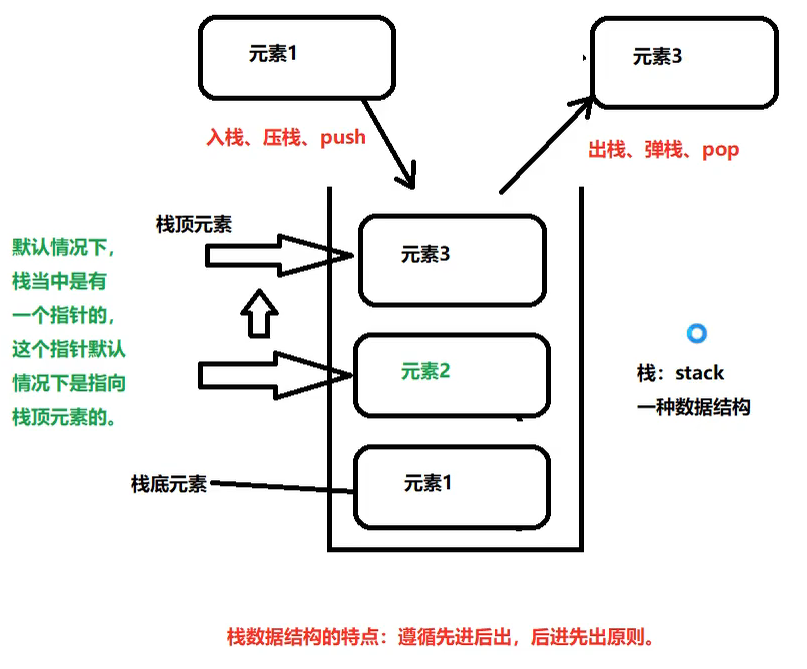 元素1
元素3
入栈、压栈、push
出栈、弹栈、pop
栈顶元素
默认情况下，
栈当中是有
一个指针的，
这个指针默认
情况下是指向
栈顶元素的。
元素3
元素2
栈：stack
一种数据结构
栈底元素
元素1
栈数据结构的特点：遵循先进后出，后进先出原则。